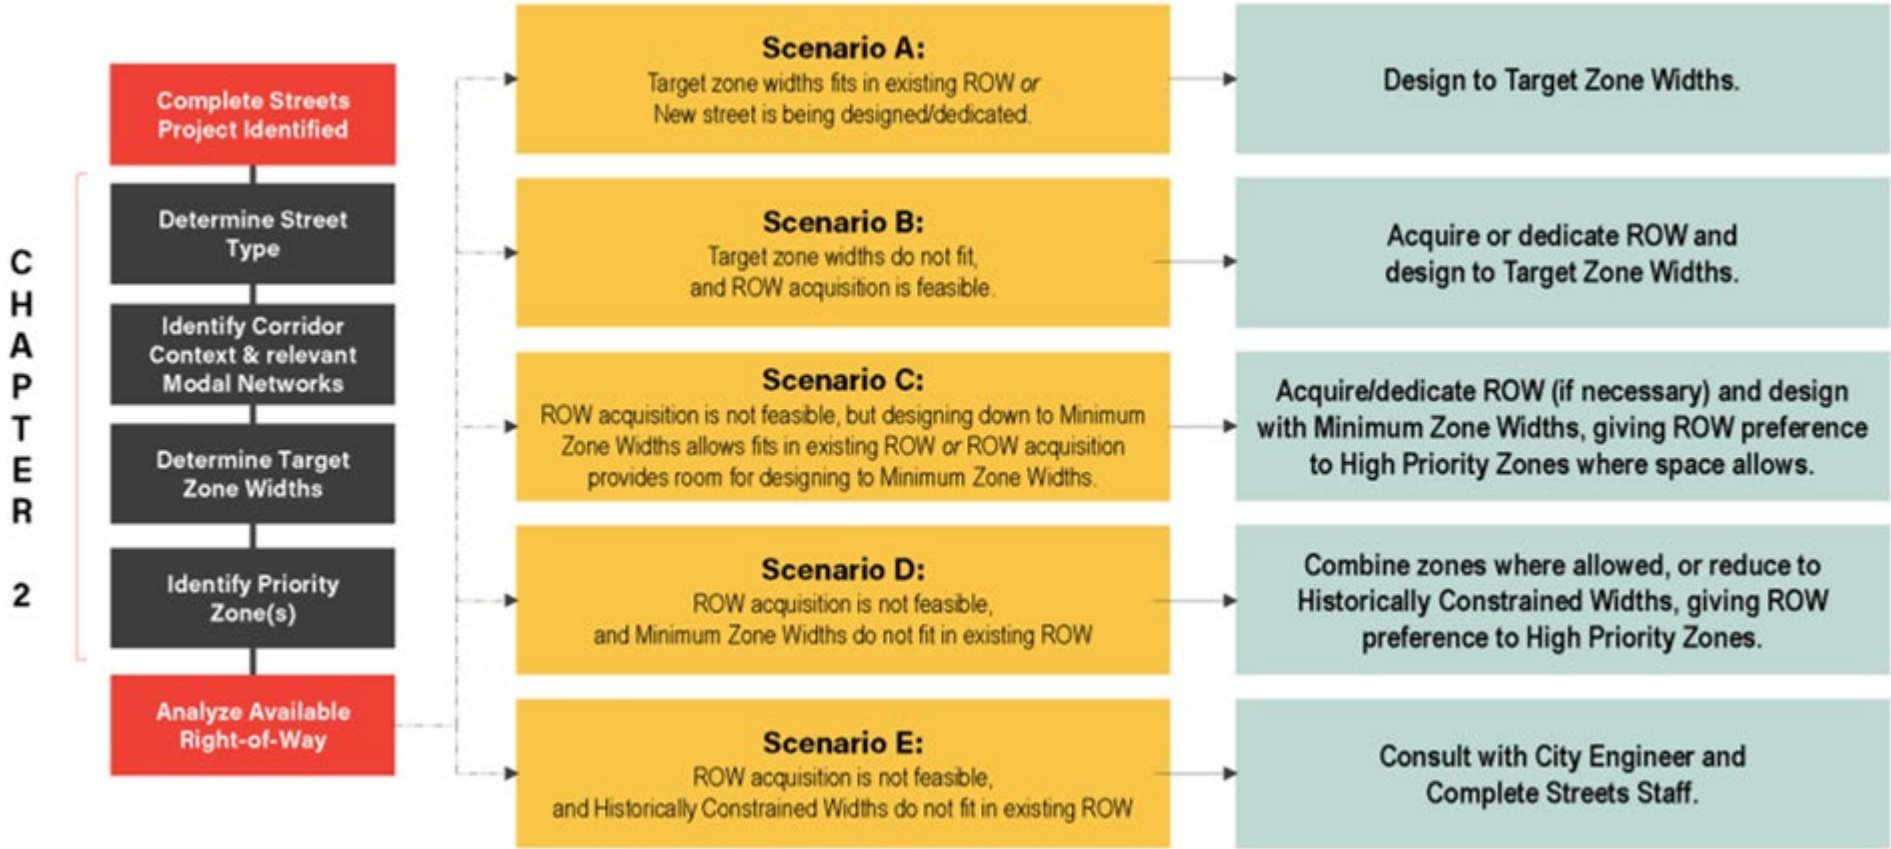 CHAPTER 2
Complete Streets
Project Identified
Determine Street
Type
Identify Corridor
Context & relevant
Modal Networks
Determine Target
Zone Widths
Identify Priority
Zone(s)
Analyze Available
Right-of-Way
Scenario A:
Target zone widths fits in existing ROW or
New street is being designed/dedicated.
Design to Target Zone Widths.
Scenario B:
Target zone widths do not fit,
and ROW acquisition is feasible.
Acquire or dedicate ROW and
design to Target Zone Widths.
Scenario C:
ROW acquisition is not feasible, but designing down to Minimum
Zone Widths allows fits in existing ROW or ROW acquisition
provides room for designing to Minimum Zone Widths.
Acquire/dedicate ROW (if necessary) and design
with Minimum Zone Widths, giving ROW preference
to High Priority Zones where space allows.
Scenario D:
ROW acquisition is not feasible,
and Minimum Zone Widths do not fit in existing ROW
Combine zones where allowed, or reduce to
Historically Constrained Widths, giving ROW
preference to High Priority Zones.
Scenario E:
ROW acquisition is not feasible,
and Historically Constrained Widths do not fit in existing ROW
Consult with City Engineer and
Complete Streets Staff.